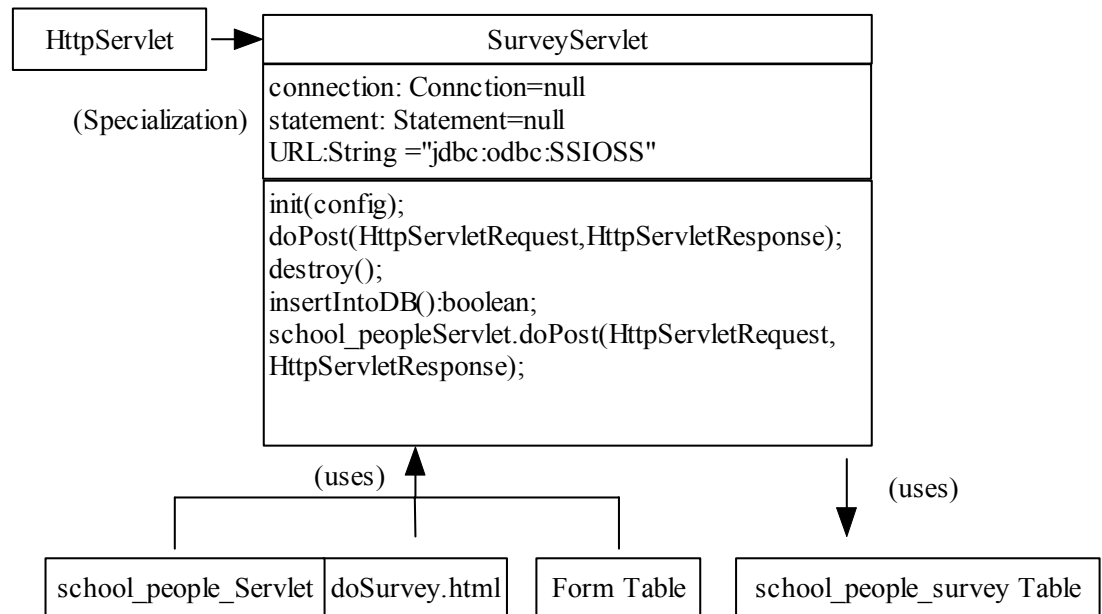 HttpServlet
SurveyServlet
(Specialization)
connection: Connction=null
statement: Statement=null
URL:String ="jdbc:odbc:SSIOSS"
init(config);
doPost(HttpServletRequest,HttpServletResponse);
destroy();
insertIntoDB():boolean;
school_peopleServlet.doPost(HttpServletRequest,
HttpServletResponse);
(uses)
(uses)
school_people_Servlet
doSurvey.html
Form Table
school_people_survey Table